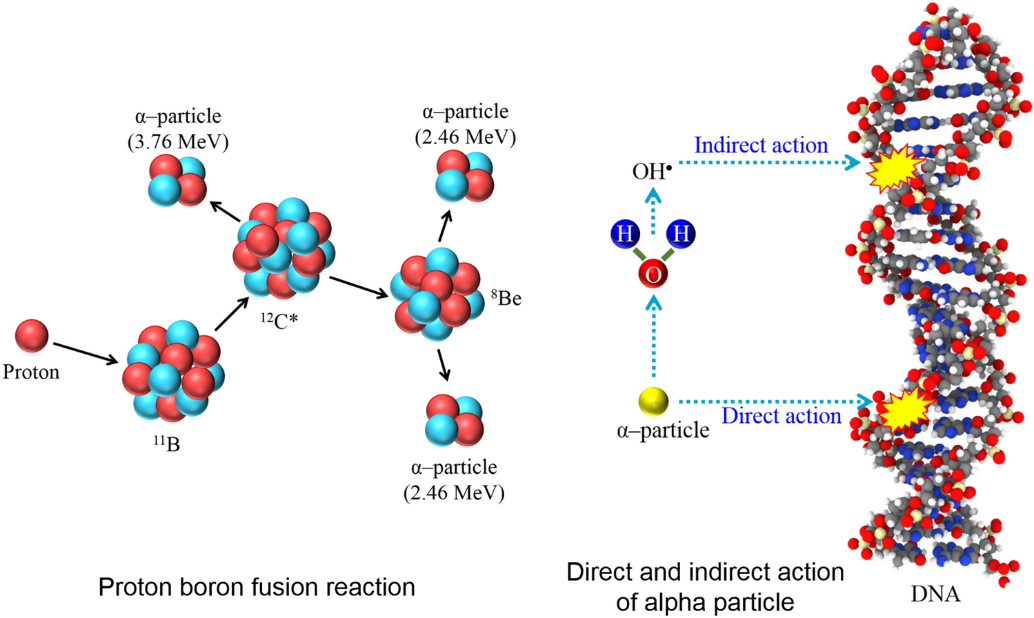 α–particle
(3.76 MeV)
α–particle
(2.46 MeV)
¹²C*
⁸Be
Proton
¹¹B
α–particle
(2.46 MeV)
Proton boron fusion reaction
Indirect action
OH•
H
H
O
α–particle
Direct action
Direct and indirect action
of alpha particle
DNA